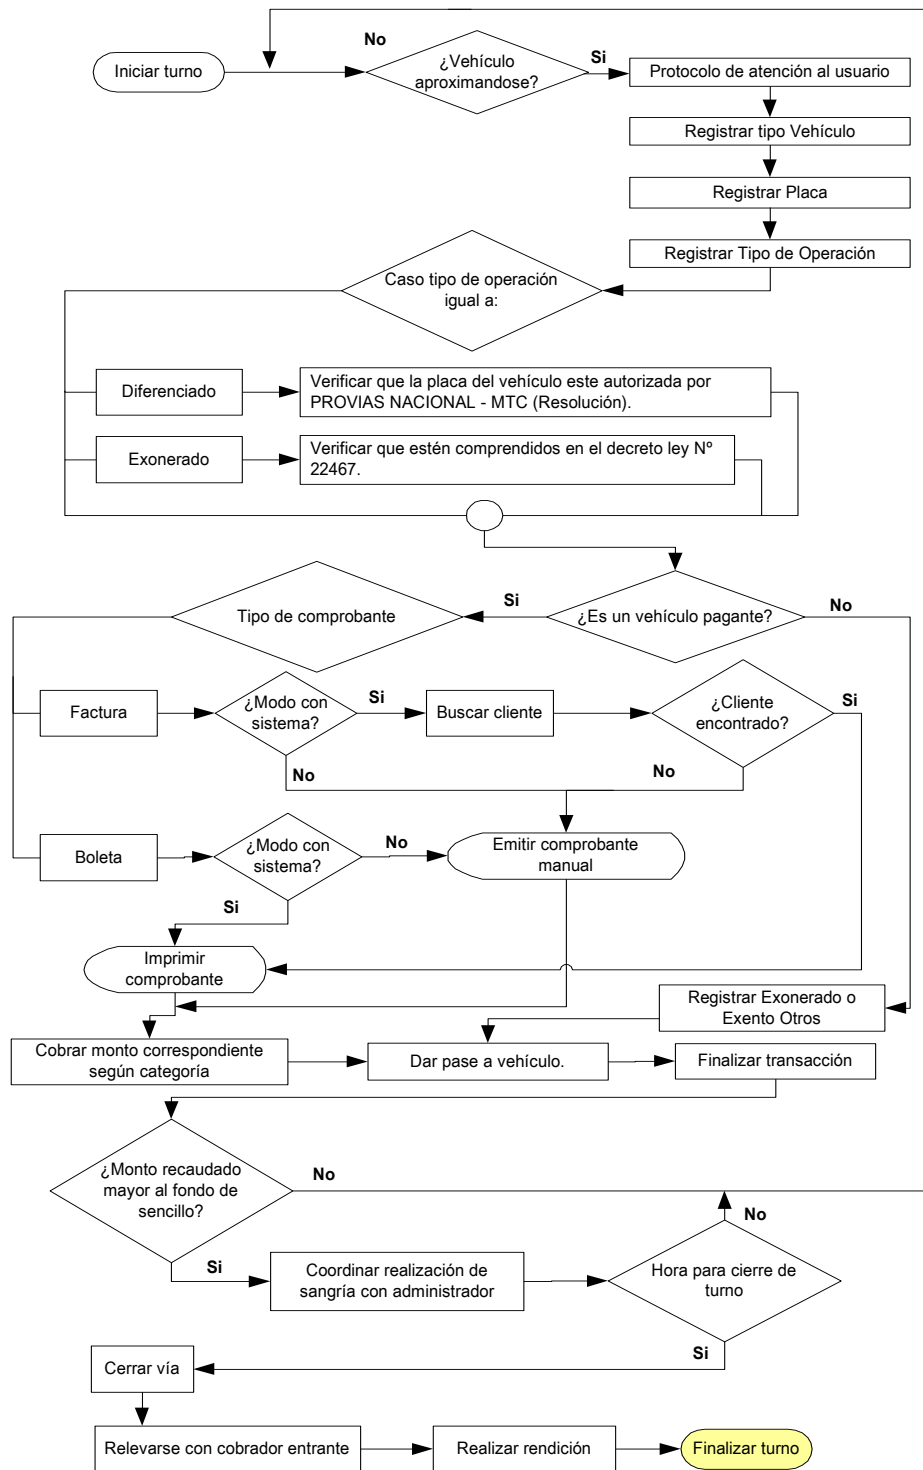 No
Si
Iniciar turno
¿Vehículo
aproximandose?
Protocolo de atención al usuario
Registrar tipo Vehículo
Registrar Placa
Registrar Tipo de Operación
Caso tipo de operación
igual a:
Diferenciado
Verificar que la placa del vehículo este autorizada por
PROVIAS NACIONAL - MTC (Resolución).
Exonerado
Verificar que estén comprendidos en el decreto ley Nº
22467.
Tipo de comprobante
Si
¿Es un vehículo pagante?
No
Factura
¿Modo con
sistema?
Si
Buscar cliente
¿Cliente
encontrado?
Si
No
No
Boleta
¿Modo con
sistema?
No
Emitir comprobante
manual
Si
Imprimir
comprobante
Registrar Exonerado o
Exento Otros
Cobrar monto correspondiente
según categoría
Dar pase a vehículo.
Finalizar transacción
¿Monto recaudado
mayor al fondo de
sencillo?
No
No
Si
Coordinar realización de
sangría con administrador
Hora para cierre de
turno
Si
Cerrar vía
Relevarse con cobrador entrante
Realizar rendición
Finalizar turno